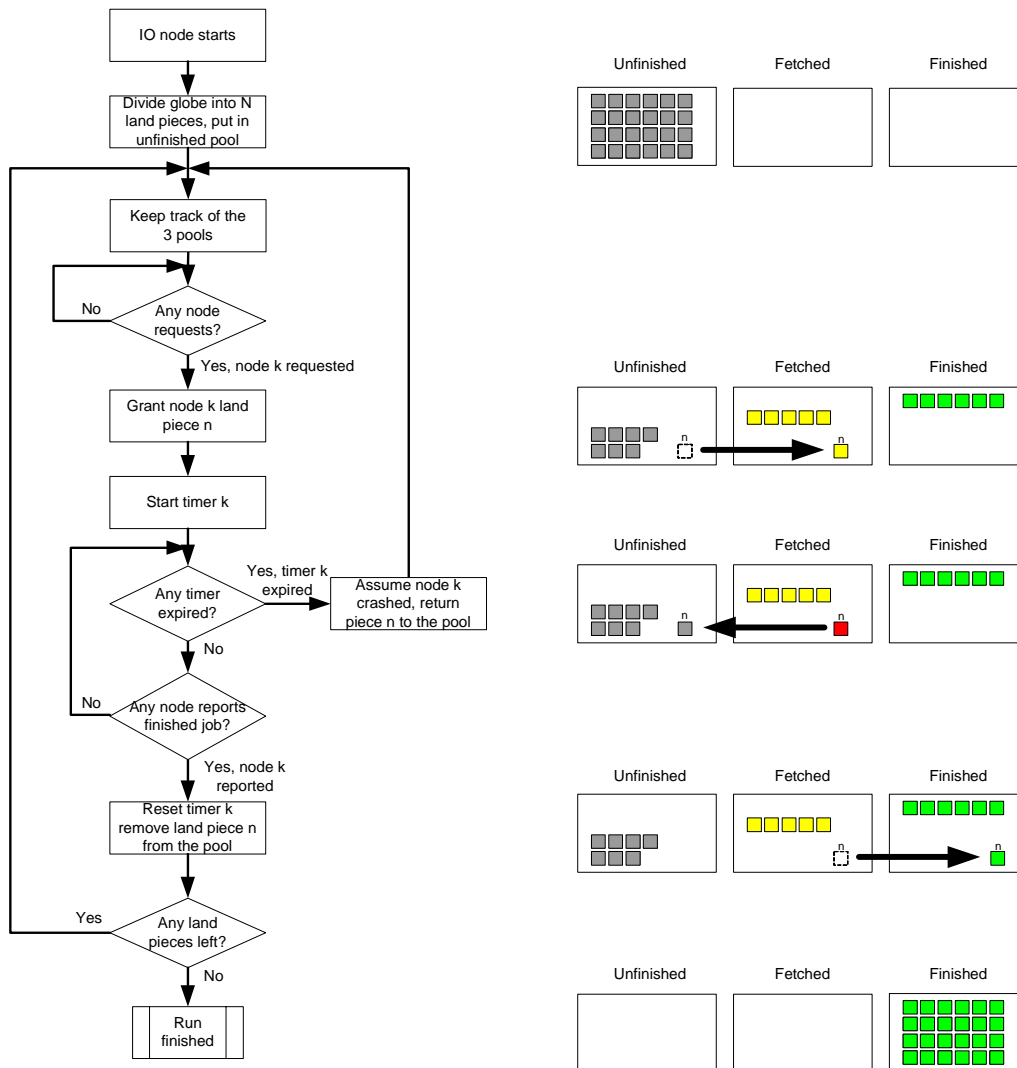 IO node starts
Divide globe into N
land pieces, put in
unfinished pool
Keep track of the
3 pools
No
Any node
requests?
Yes, node k requested
Grant node k land
piece n
Start timer k
Any timer
expired?
Yes, timer k
expired
Assume node k
crashed, return
piece n to the pool
No
No
Any node reports
finished job?
Yes, node k
reported
Reset timer k
remove land piece n
from the pool
Yes
Any land
pieces left?
No
Run
finished
Unfinished
Fetched
Finished
Unfinished
Fetched
Finished
n
n
Unfinished
Fetched
Finished
n
n
Unfinished
Fetched
Finished
n
n
Unfinished
Fetched
Finished